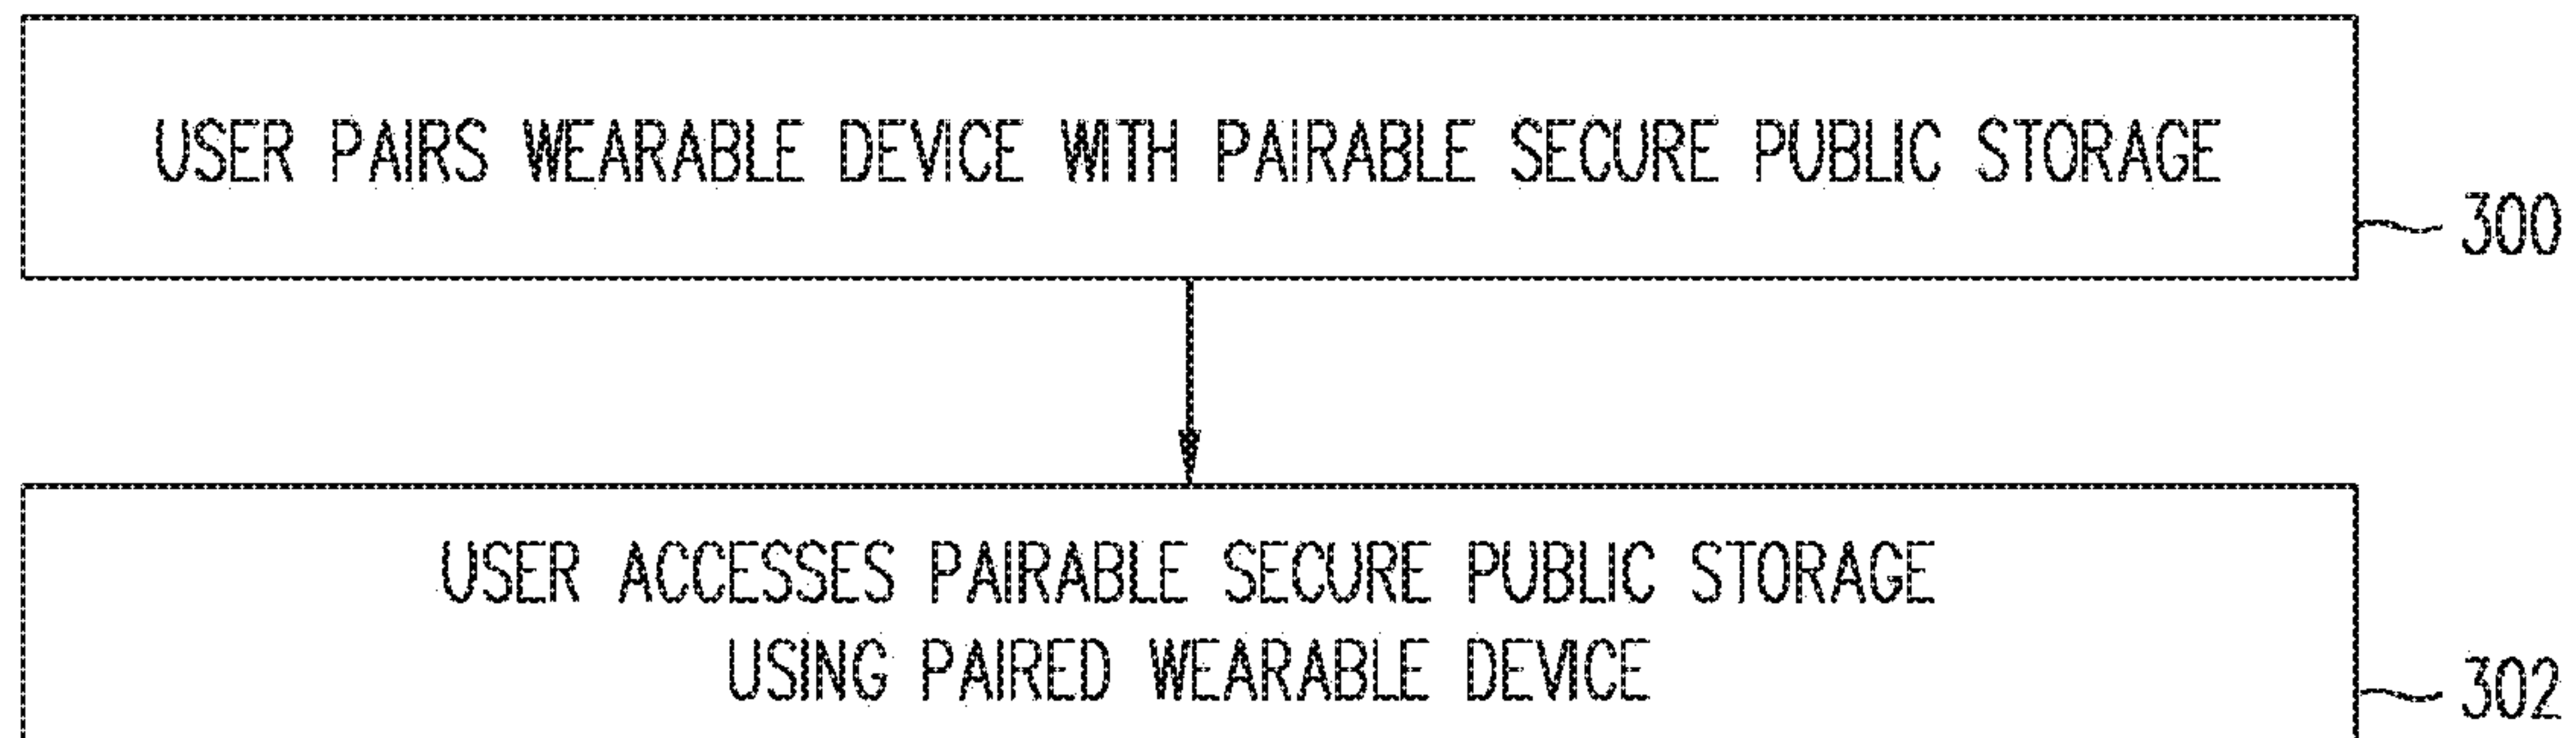 USER PAIRS WEARABLE DEVICE WITH PAIRABLE SECURE PUBLIC STORAGE
300
USER ACCESSES PAIRABLE SECURE PUBLIC STORAGE
USING PAIRED WEARABLE DEVICE
302